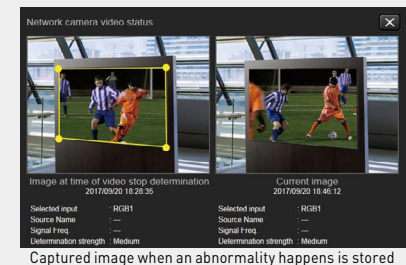 Network camera video status
Image at time of video stop determination
2017/09/20 18:28:35
Selected input : RGB1
Source Name : ---
Signal Freq. : ---
Determination strength : Medium
Current image
2017/09/20 18:46:12
Selected input : RGB1
Source Name : ---
Signal Freq. : ---
Determination strength : Medium
Captured image when an abnormality happens is stored